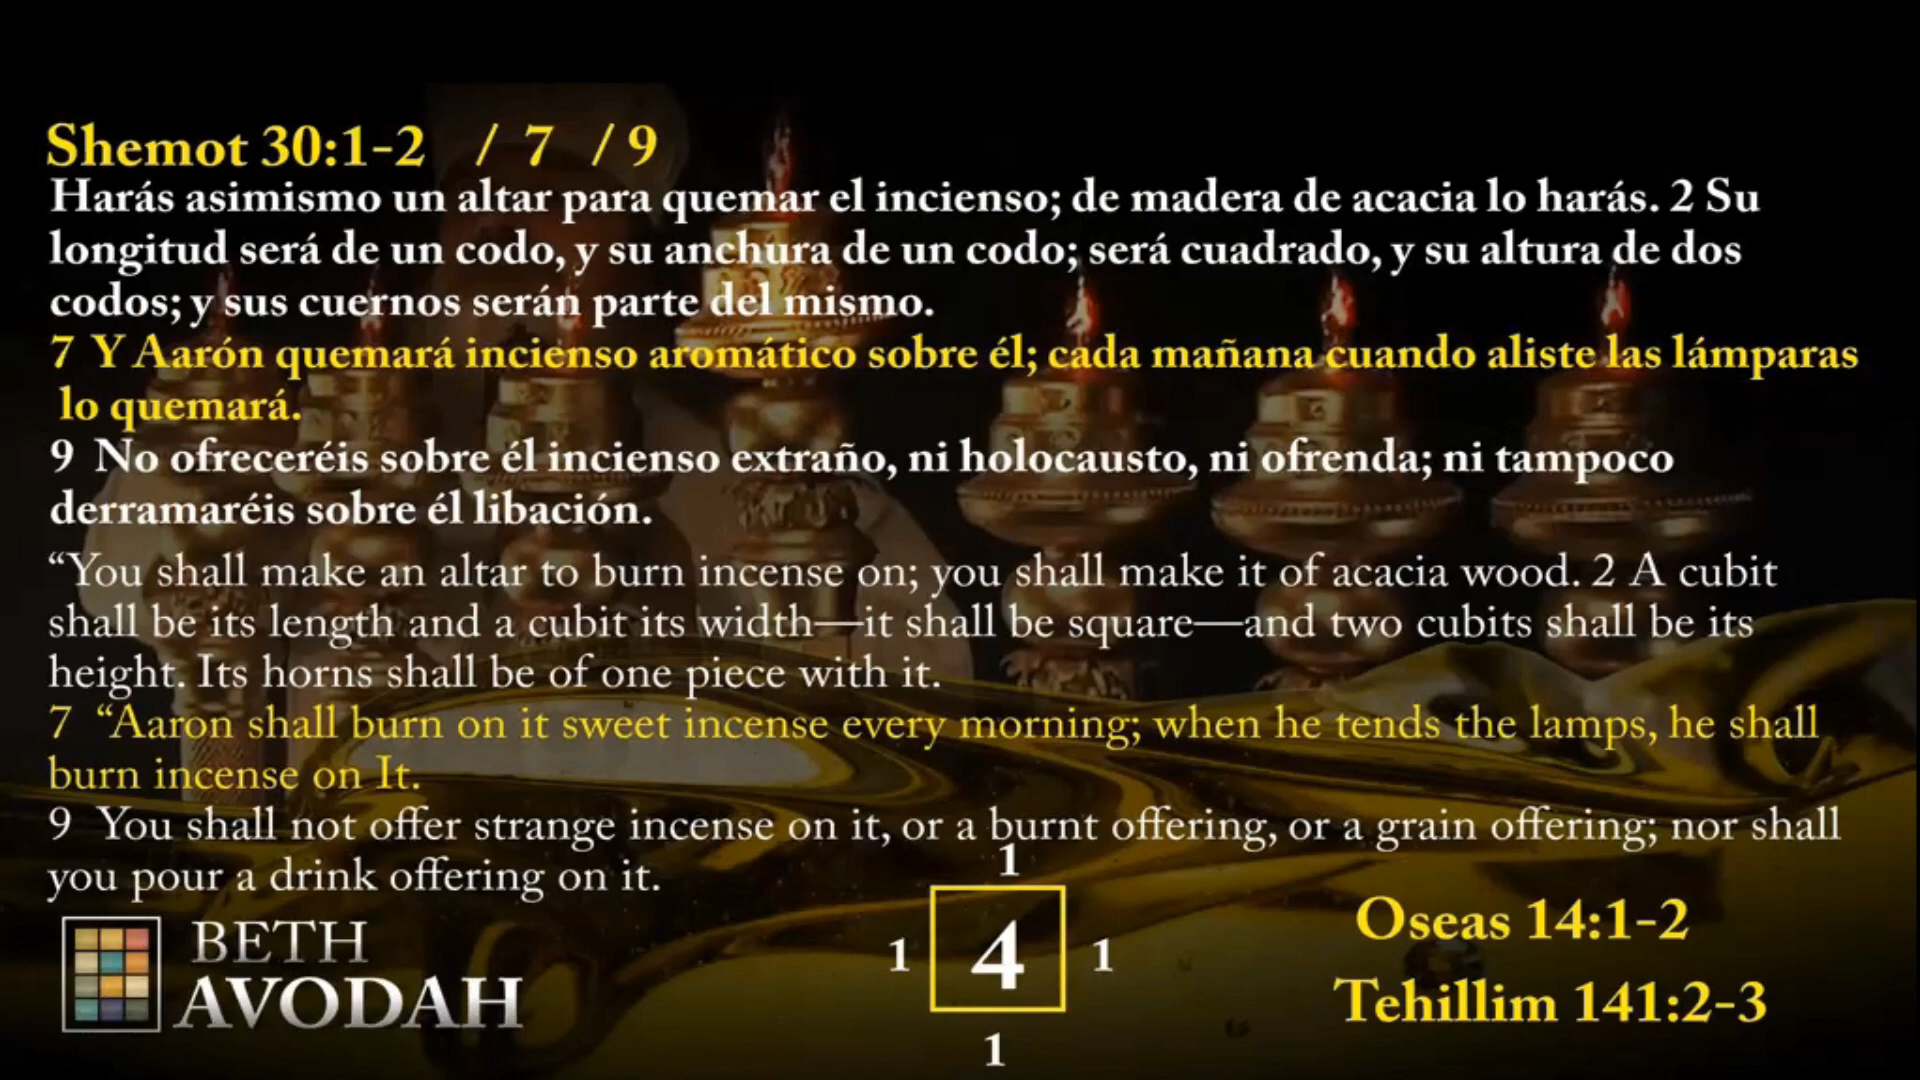 Shemot 30:1-2 / 7 / 9
Harás asimismo un altar para quemar el incienso; de madera de acacia lo harás. 2 Su
longitud será de un codo, y su anchura de un codo; será cuadrado, y su altura de dos
codos; y sus cuernos serán parte del mismo.
7 Y Aarón quemará incienso aromático sobre él; cada mañana cuando aliste las lámparas
lo quemará.
9 No ofreceréis sobre él incienso extraño, ni holocausto, ni ofrenda; ni tampoco
derramaréis sobre él libación.
“You shall make an altar to burn incense on; you shall make it of acacia wood. 2 A cubit
shall be its length and a cubit its width—it shall be square—and two cubits shall be its
height. Its horns shall be of one piece with it.
7 “Aaron shall burn on it sweet incense every morning; when he tends the lamps, he shall
burn incense on It.
9 You shall not offer strange incense on it, or a burnt offering, or a grain offering; nor shall
you pour a drink offering on it.
BETH
AVODAH
1
1 4 1
1
Oseas 14:1-2
Tehillim 141:2-3